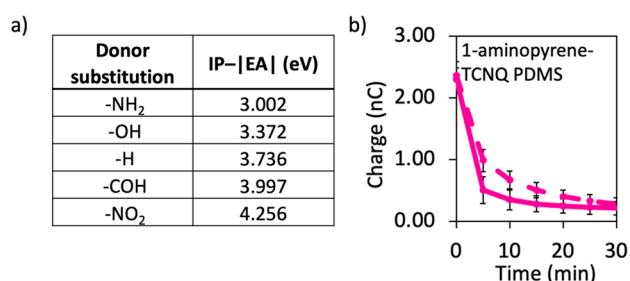 a)
Donor substitution IP–|EA| (eV)
-NH₂ 3.002
-OH 3.372
-H 3.736
-COH 3.997
-NO₂ 4.256
b)
1-aminopyrene-
TCNQ PDMS
Charge (nC)
3.00
2.00
1.00
0.00
0 10 20 30
Time (min)